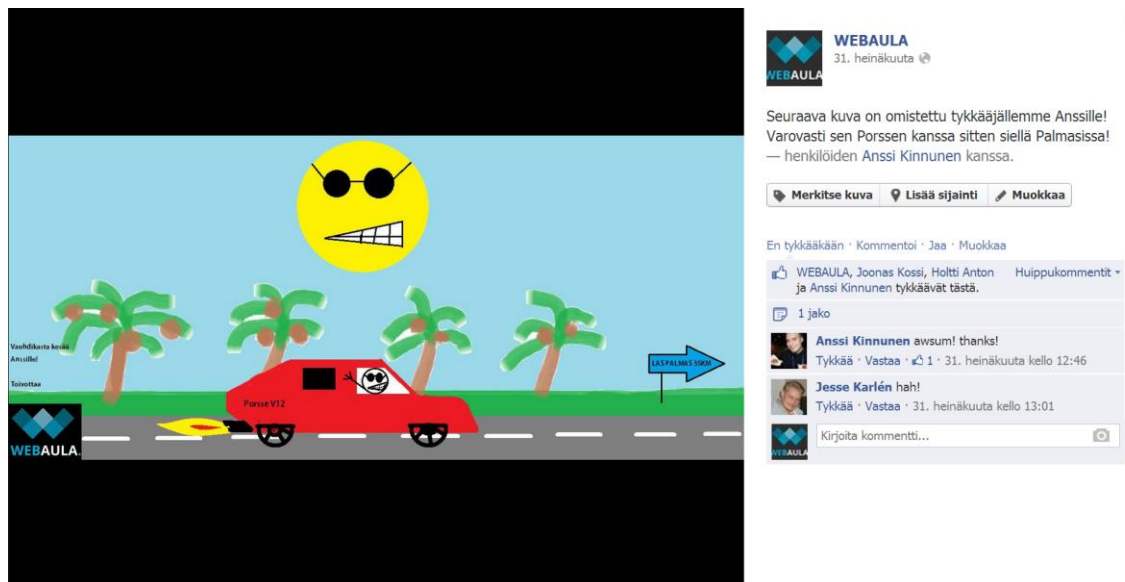 Vauhdikasta kesää
Anssille!
Toivottaa
WEBAULA
Porsse V12
LAS PALMAS 35KM
WEBAULA
WEBAULA
31. heinäkuuta
Seuraava kuva on omistettu tykkääjällemme Anssille!
Varovasti sen Porssen kanssa sitten siellä Palmasissa!
— henkilöiden Anssi Kinnunen kanssa.
Merkitse kuva Lisää sijainti Muokkaa
En tykkääkään · Kommentoi · Jaa · Muokkaa
WEBAULA, Joonas Kossi, Holtti Anton Huippukommentit
ja Anssi Kinnunen tykkäävät tästä.
1 jako
Anssi Kinnunen awsum! thanks!
Tykkää · Vastaa · 1 · 31. heinäkuuta kello 12:46
Jesse Karlén hah!
Tykkää · Vastaa · 31. heinäkuuta kello 13:01
Kirjoita kommentti...
WEBAULA